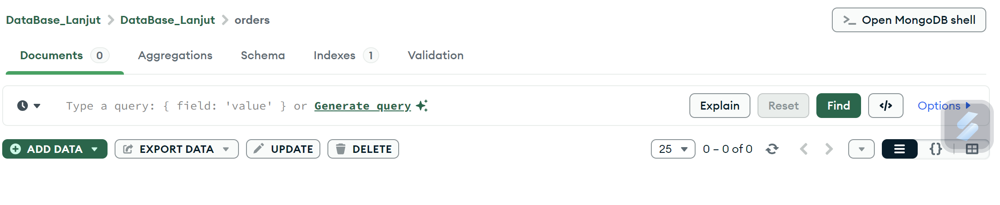 DataBase_Lanjut > DataBase_Lanjut > orders
>_ Open MongoDB shell
Documents 0 Aggregations Schema Indexes 1 Validation
Type a query: { field: 'value' } or Generate query
Explain Reset Find </> Options
ADD DATA EXPORT DATA UPDATE DELETE
25 0 – 0 of 0 {}